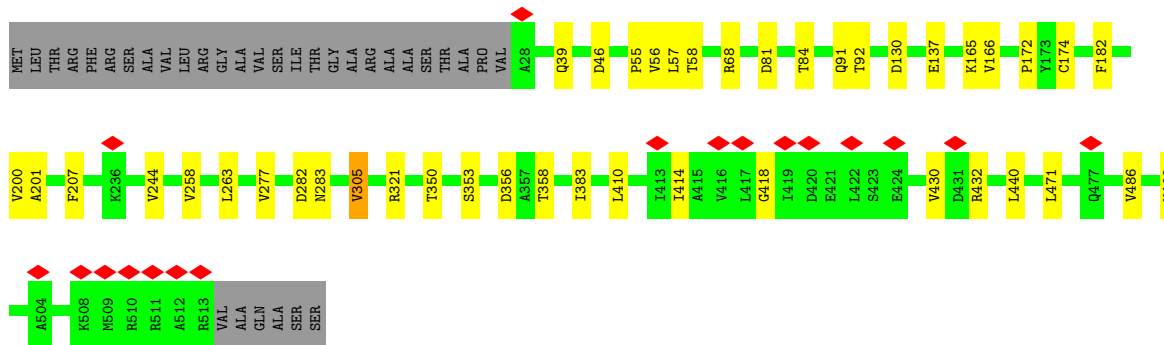 MET LEU THR ARG PHE ARG SER ALA VAL LEU ARG GLY ALA VAL SER ILE THR GLY ALA ARG ALA ALA SER THR ALA PRO VAL A28 Q39 D46 P55 V56 L57 T58 R68 D81 T84 Q91 T92 D130 E137 K165 V166 P172 Y173 C174 F182
V200 A201 F207 K236 V244 V258 L263 V277 D282 N283 V305 R321 T350 S353 D356 A357 T358 I383 L410 I413 I414 A415 V416 L417 G418 I419 D420 E421 L422 S423 E424 V430 D431 R432 L440 L471 Q477 V486
A504 K508 M509 R510 R511 A512 R513 VAL ALA GLN ALA SER SER